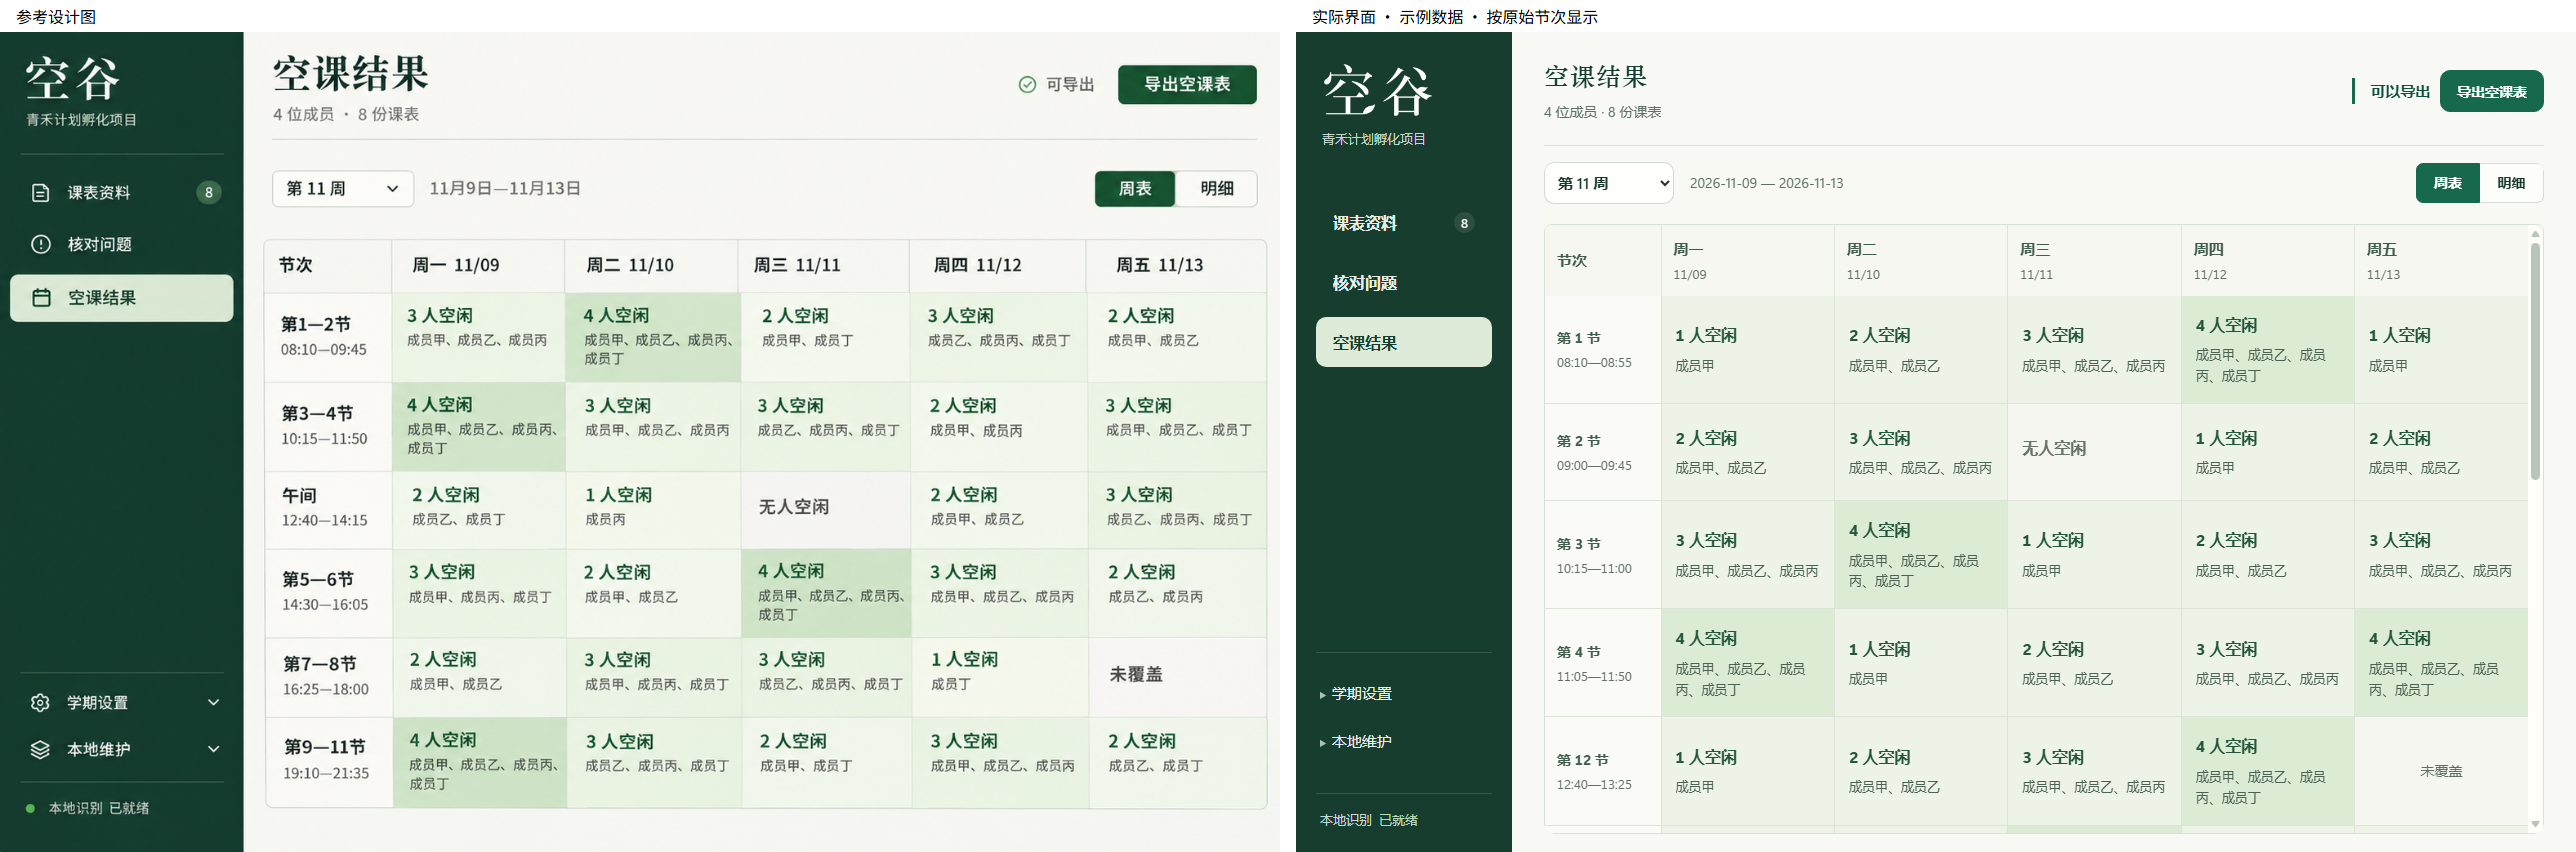 参考设计图
空谷
青禾计划孵化项目
课表资料 8
核对问题
空课结果
学期设置
本地维护
本地识别 已就绪
空课结果
4 位成员 · 8 份课表
可导出
导出空课表
第 11 周
11月9日—11月13日
周表 明细
节次 周一 11/09 周二 11/10 周三 11/11 周四 11/12 周五 11/13
第1—2节
08:10—09:45
3 人空闲
成员甲、成员乙、成员丙
4 人空闲
成员甲、成员乙、成员丙、
成员丁
2 人空闲
成员甲、成员丁
3 人空闲
成员乙、成员丙、成员丁
2 人空闲
成员甲、成员乙
第3—4节
10:15—11:50
4 人空闲
成员甲、成员乙、成员丙、
成员丁
3 人空闲
成员甲、成员乙、成员丙
3 人空闲
成员乙、成员丙、成员丁
2 人空闲
成员甲、成员丙
3 人空闲
成员甲、成员乙、成员丁
午间
12:40—14:15
2 人空闲
成员乙、成员丁
1 人空闲
成员丙
无人空闲
2 人空闲
成员甲、成员乙
3 人空闲
成员乙、成员丙、成员丁
第5—6节
14:30—16:05
3 人空闲
成员甲、成员丙、成员丁
2 人空闲
成员甲、成员乙
4 人空闲
成员甲、成员乙、成员丙、
成员丁
3 人空闲
成员甲、成员乙、成员丙
2 人空闲
成员乙、成员丙
第7—8节
16:25—18:00
2 人空闲
成员甲、成员乙
3 人空闲
成员甲、成员丙、成员丁
3 人空闲
成员乙、成员丙、成员丁
1 人空闲
成员丁
未覆盖
第9—11节
19:10—21:35
4 人空闲
成员甲、成员乙、成员丙、
成员丁
3 人空闲
成员乙、成员丙、成员丁
2 人空闲
成员甲、成员丁
3 人空闲
成员甲、成员乙、成员丙
2 人空闲
成员乙、成员丁
实际界面 · 示例数据 · 按原始节次显示
空谷
青禾计划孵化项目
课表资料 8
核对问题
空课结果
学期设置
本地维护
本地识别 已就绪
空课结果
4 位成员 · 8 份课表
可以导出
导出空课表
第 11 周
2026-11-09 — 2026-11-13
周表 明细
节次
周一
11/09
周二
11/10
周三
11/11
周四
11/12
周五
11/13
第 1 节
08:10—08:55
1 人空闲
成员甲
2 人空闲
成员甲、成员乙
3 人空闲
成员甲、成员乙、成员丙
4 人空闲
成员甲、成员乙、成员
丙、成员丁
1 人空闲
成员甲
第 2 节
09:00—09:45
2 人空闲
成员甲、成员乙
3 人空闲
成员甲、成员乙、成员丙
无人空闲
1 人空闲
成员甲
2 人空闲
成员甲、成员乙
第 3 节
10:15—11:00
3 人空闲
成员甲、成员乙、成员丙
4 人空闲
成员甲、成员乙、成员
丙、成员丁
1 人空闲
成员甲
2 人空闲
成员甲、成员乙
3 人空闲
成员甲、成员乙、成员丙
第 4 节
11:05—11:50
4 人空闲
成员甲、成员乙、成员
丙、成员丁
1 人空闲
成员甲
2 人空闲
成员甲、成员乙
3 人空闲
成员甲、成员乙、成员丙
4 人空闲
成员甲、成员乙、成员
丙、成员丁
第 12 节
12:40—13:25
1 人空闲
成员甲
2 人空闲
成员甲、成员乙
3 人空闲
成员甲、成员乙、成员丙
4 人空闲
成员甲、成员乙、成员
丙、成员丁
未覆盖